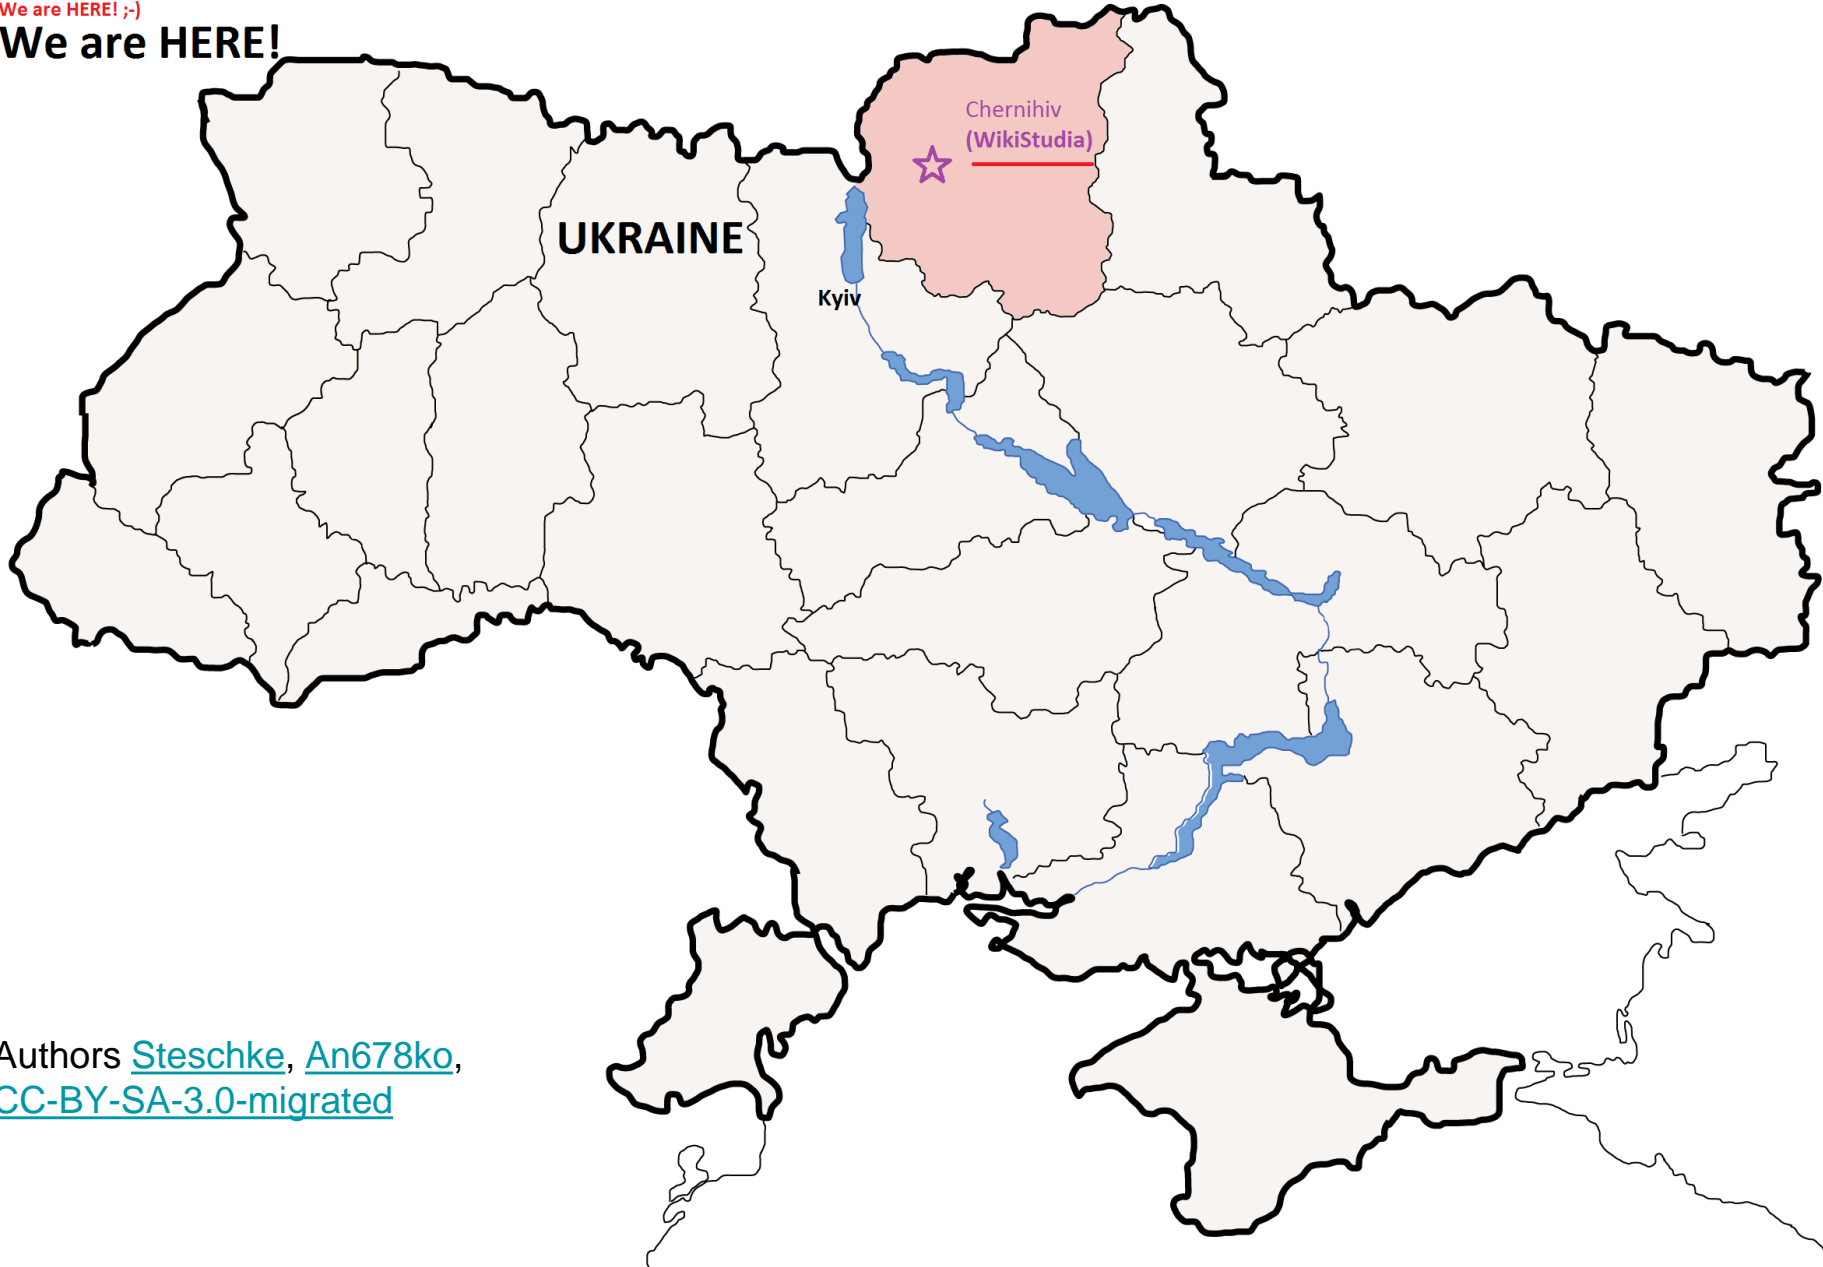 We are HERE! ;-)
We are HERE!
Chernihiv
(WikiStudia)
UKRAINE
Kyiv
Authors Steschke, An678ko,
CC-BY-SA-3.0-migrated